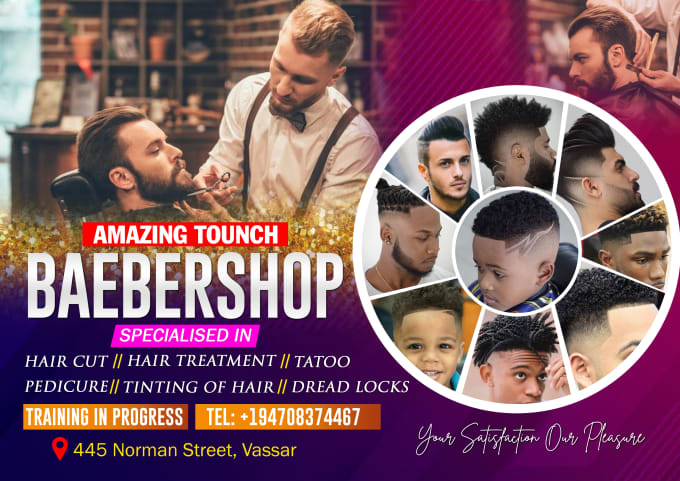 AMAZING TOUNCH
BAEBERSHOP
SPECIALISED IN
HAIR CUT // HAIR TREATMENT // TATOO
PEDICURE // TINTING OF HAIR // DREAD LOCKS
TRAINING IN PROGRESS TEL: +194708374467
445 Norman Street, Vassar
Your Satisfaction Our Pleasure